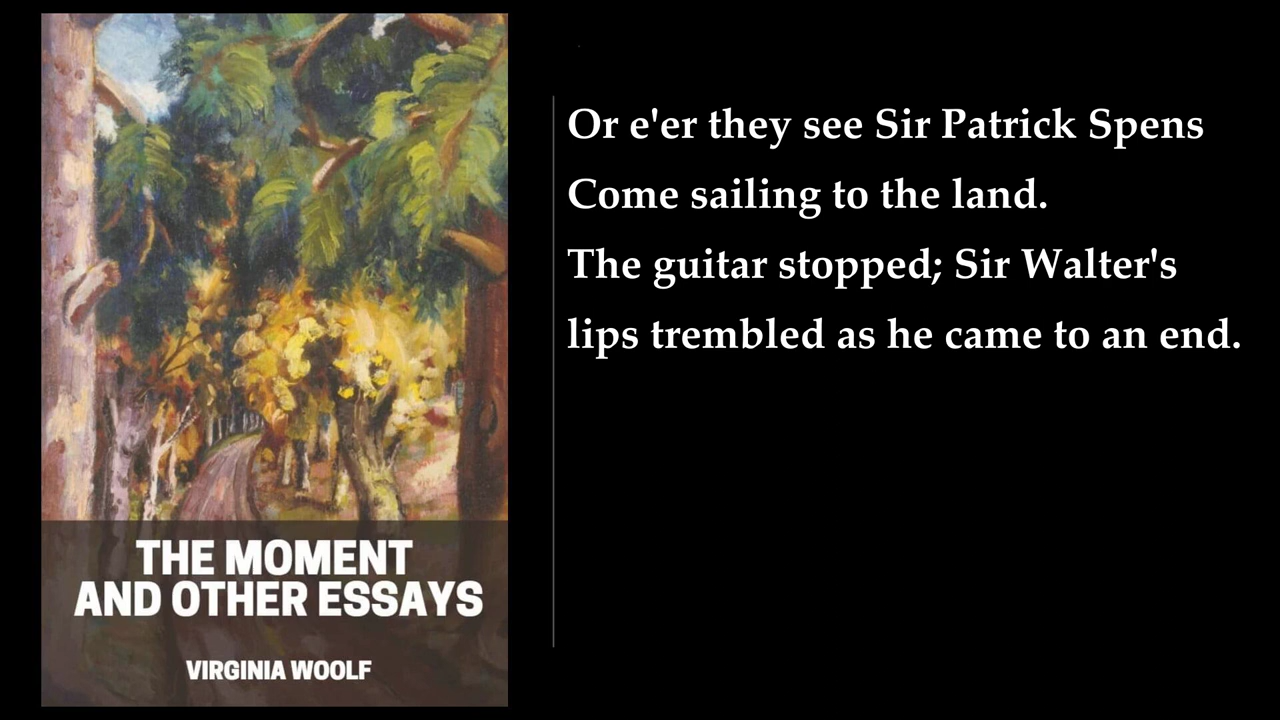 Or e'er they see Sir Patrick Spens
Come sailing to the land.
The guitar stopped; Sir Walter's
lips trembled as he came to an end.
THE MOMENT
AND OTHER ESSAYS
VIRGINIA WOOLF